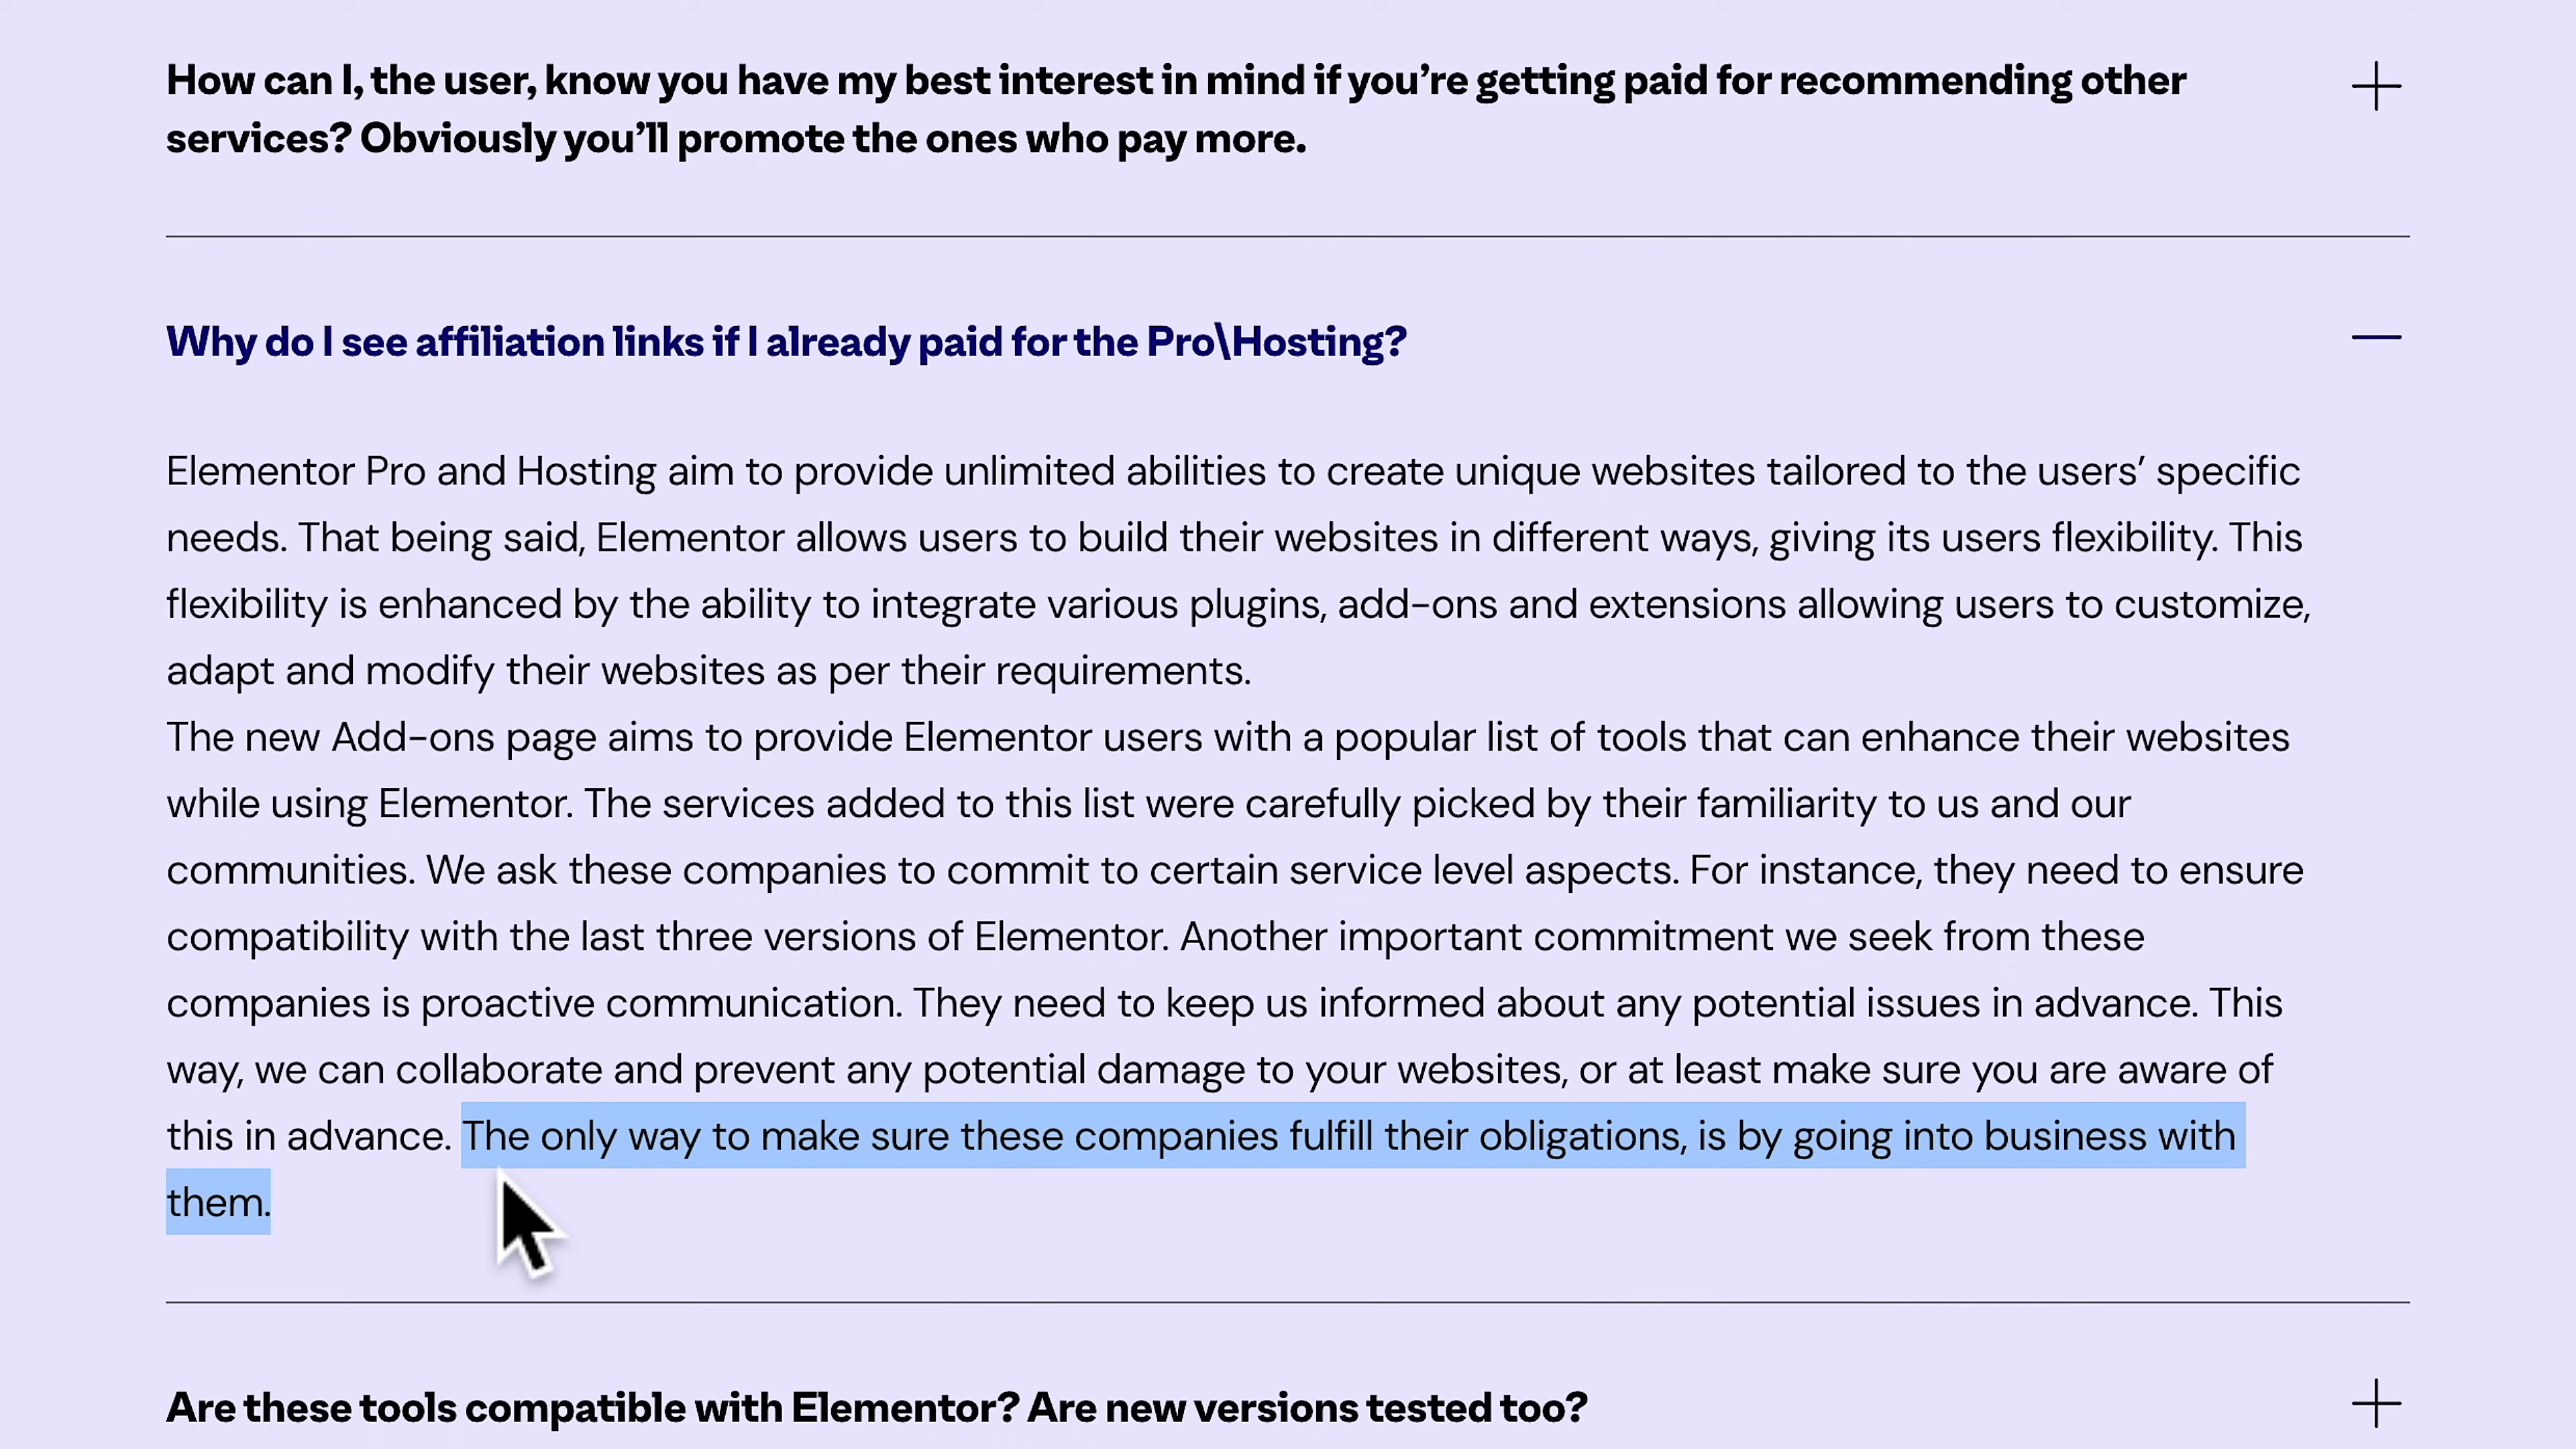 How can I, the user, know you have my best interest in mind if you’re getting paid for recommending other
services? Obviously you’ll promote the ones who pay more.
Why do I see affiliation links if I already paid for the Pro\Hosting?
Elementor Pro and Hosting aim to provide unlimited abilities to create unique websites tailored to the users’ specific
needs. That being said, Elementor allows users to build their websites in different ways, giving its users flexibility. This
flexibility is enhanced by the ability to integrate various plugins, add-ons and extensions allowing users to customize,
adapt and modify their websites as per their requirements.
The new Add-ons page aims to provide Elementor users with a popular list of tools that can enhance their websites
while using Elementor. The services added to this list were carefully picked by their familiarity to us and our
communities. We ask these companies to commit to certain service level aspects. For instance, they need to ensure
compatibility with the last three versions of Elementor. Another important commitment we seek from these
companies is proactive communication. They need to keep us informed about any potential issues in advance. This
way, we can collaborate and prevent any potential damage to your websites, or at least make sure you are aware of
this in advance. The only way to make sure these companies fulfill their obligations, is by going into business with
them.
Are these tools compatible with Elementor? Are new versions tested too?